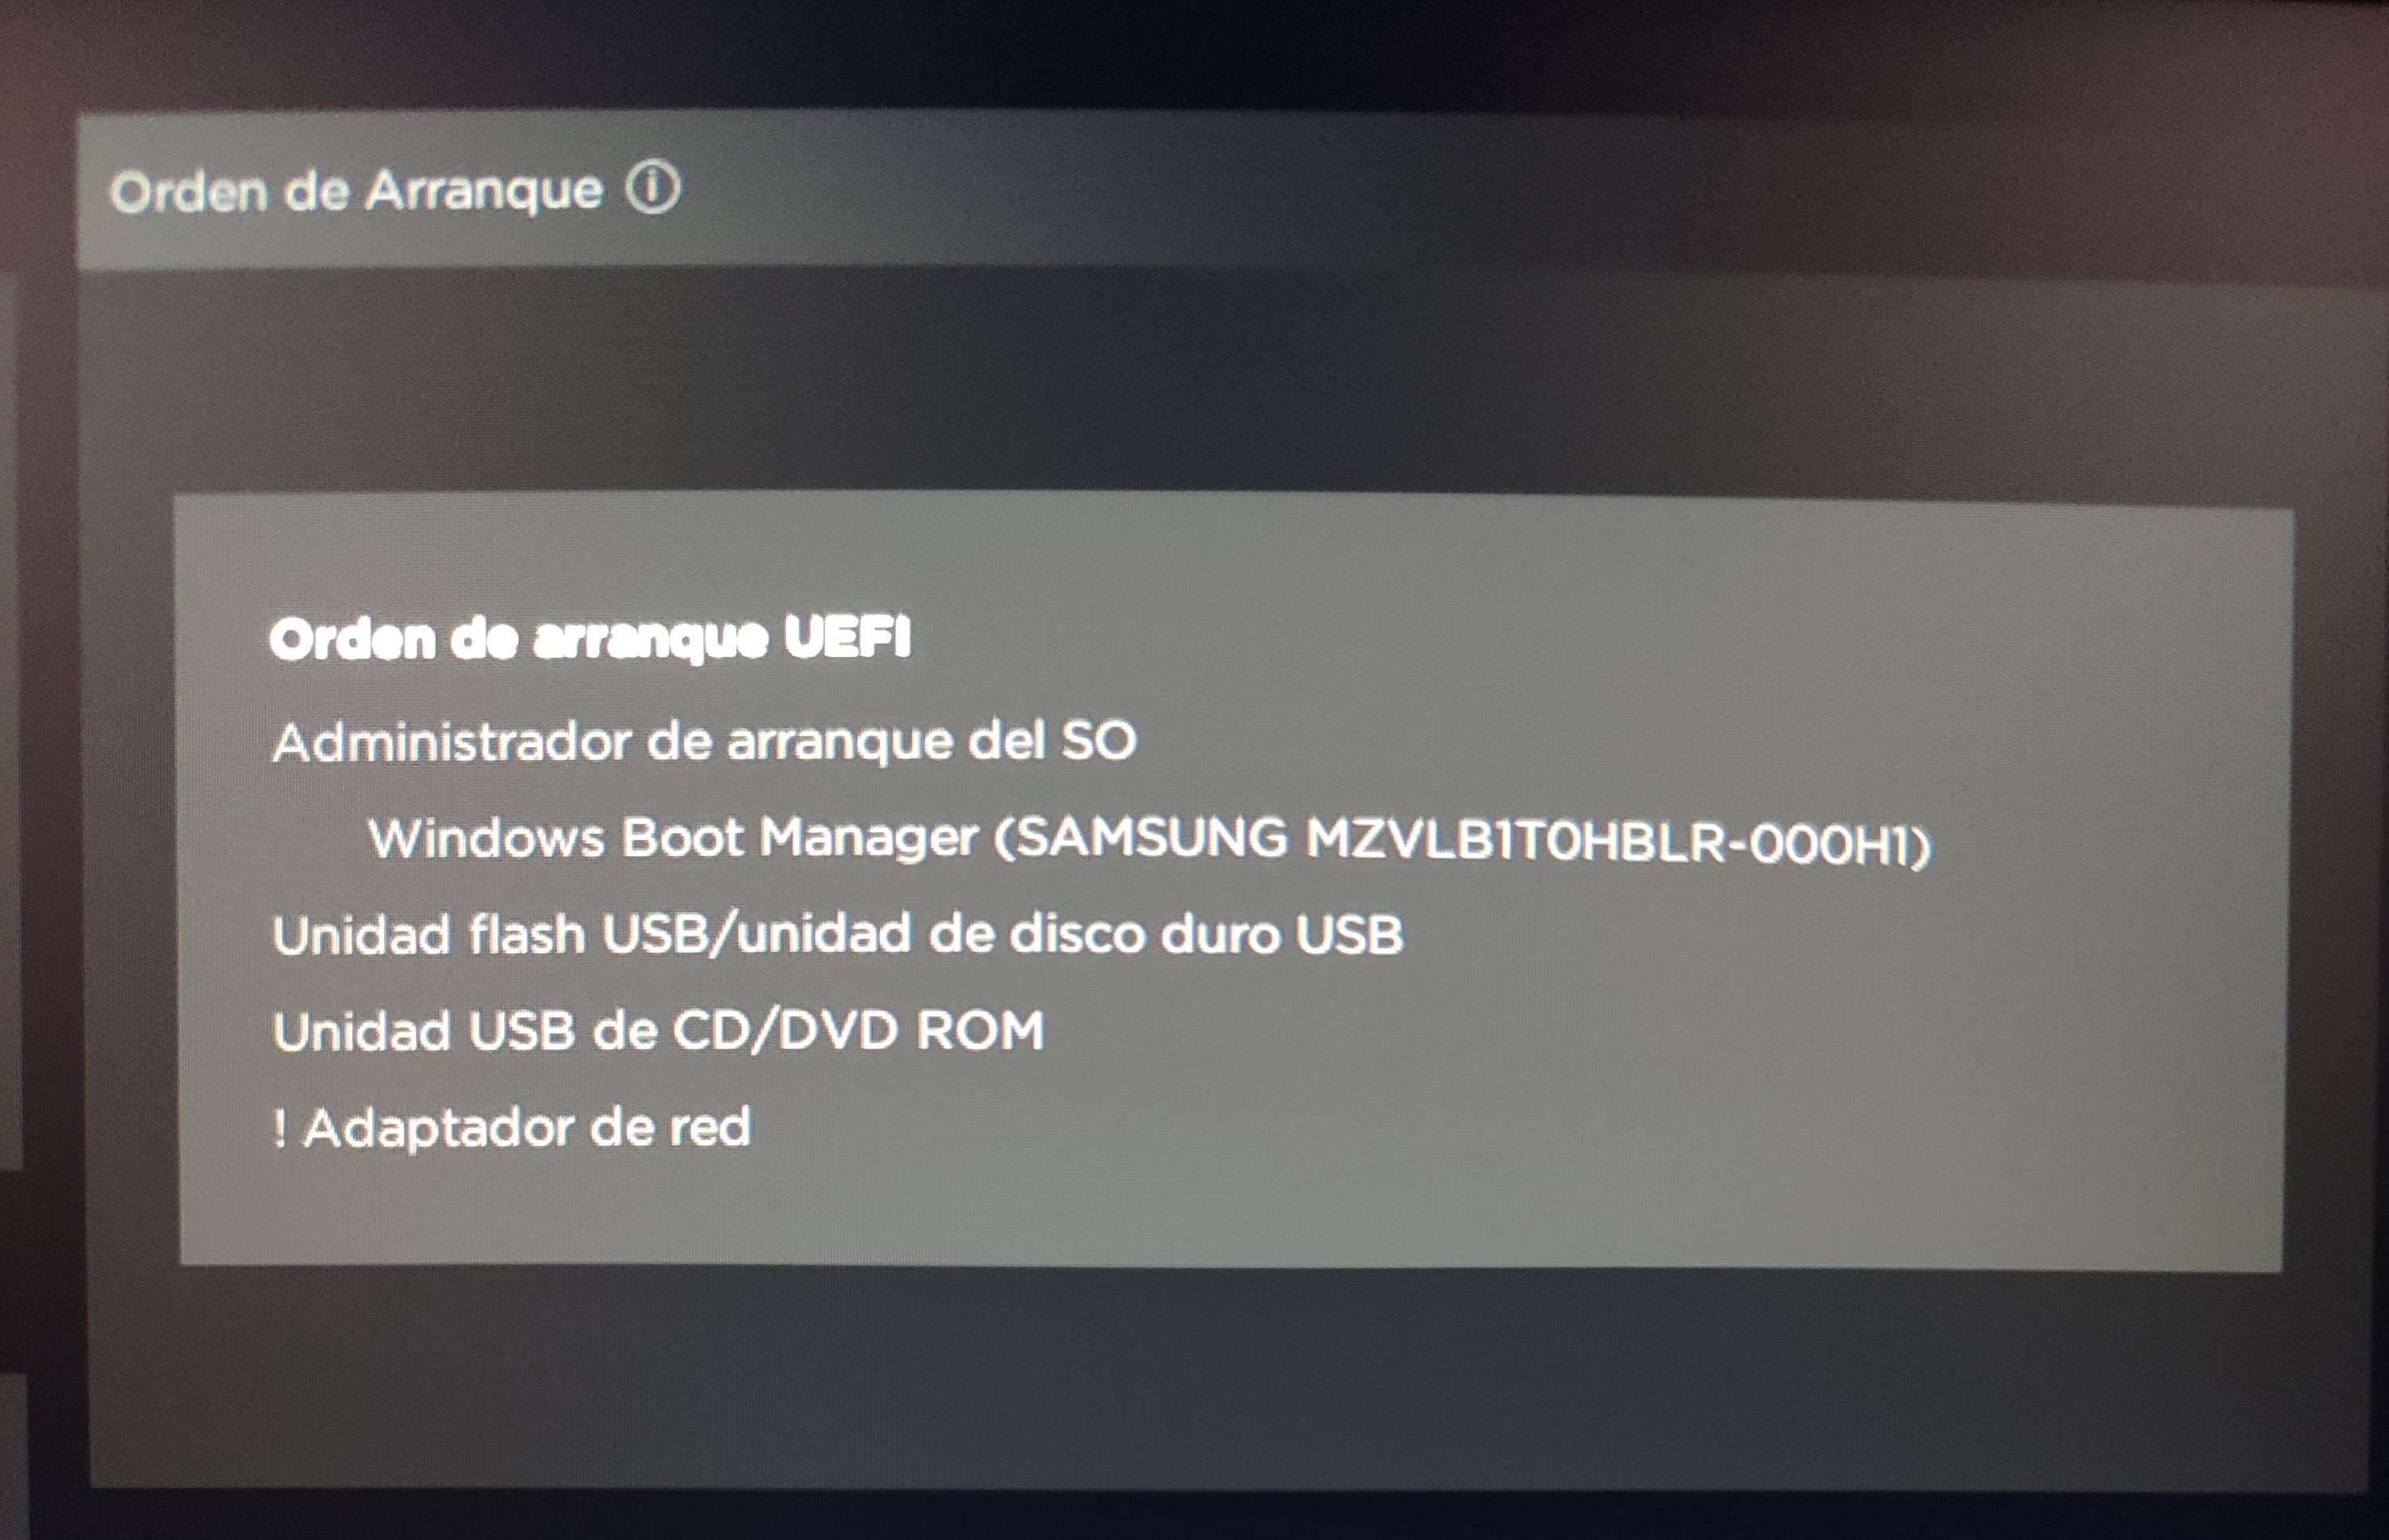 Orden de Arranque ⓘ
Orden de arranque UEFI
Administrador de arranque del SO
Windows Boot Manager (SAMSUNG MZVLB1T0HBLR-000H1)
Unidad flash USB/unidad de disco duro USB
Unidad USB de CD/DVD ROM
! Adaptador de red